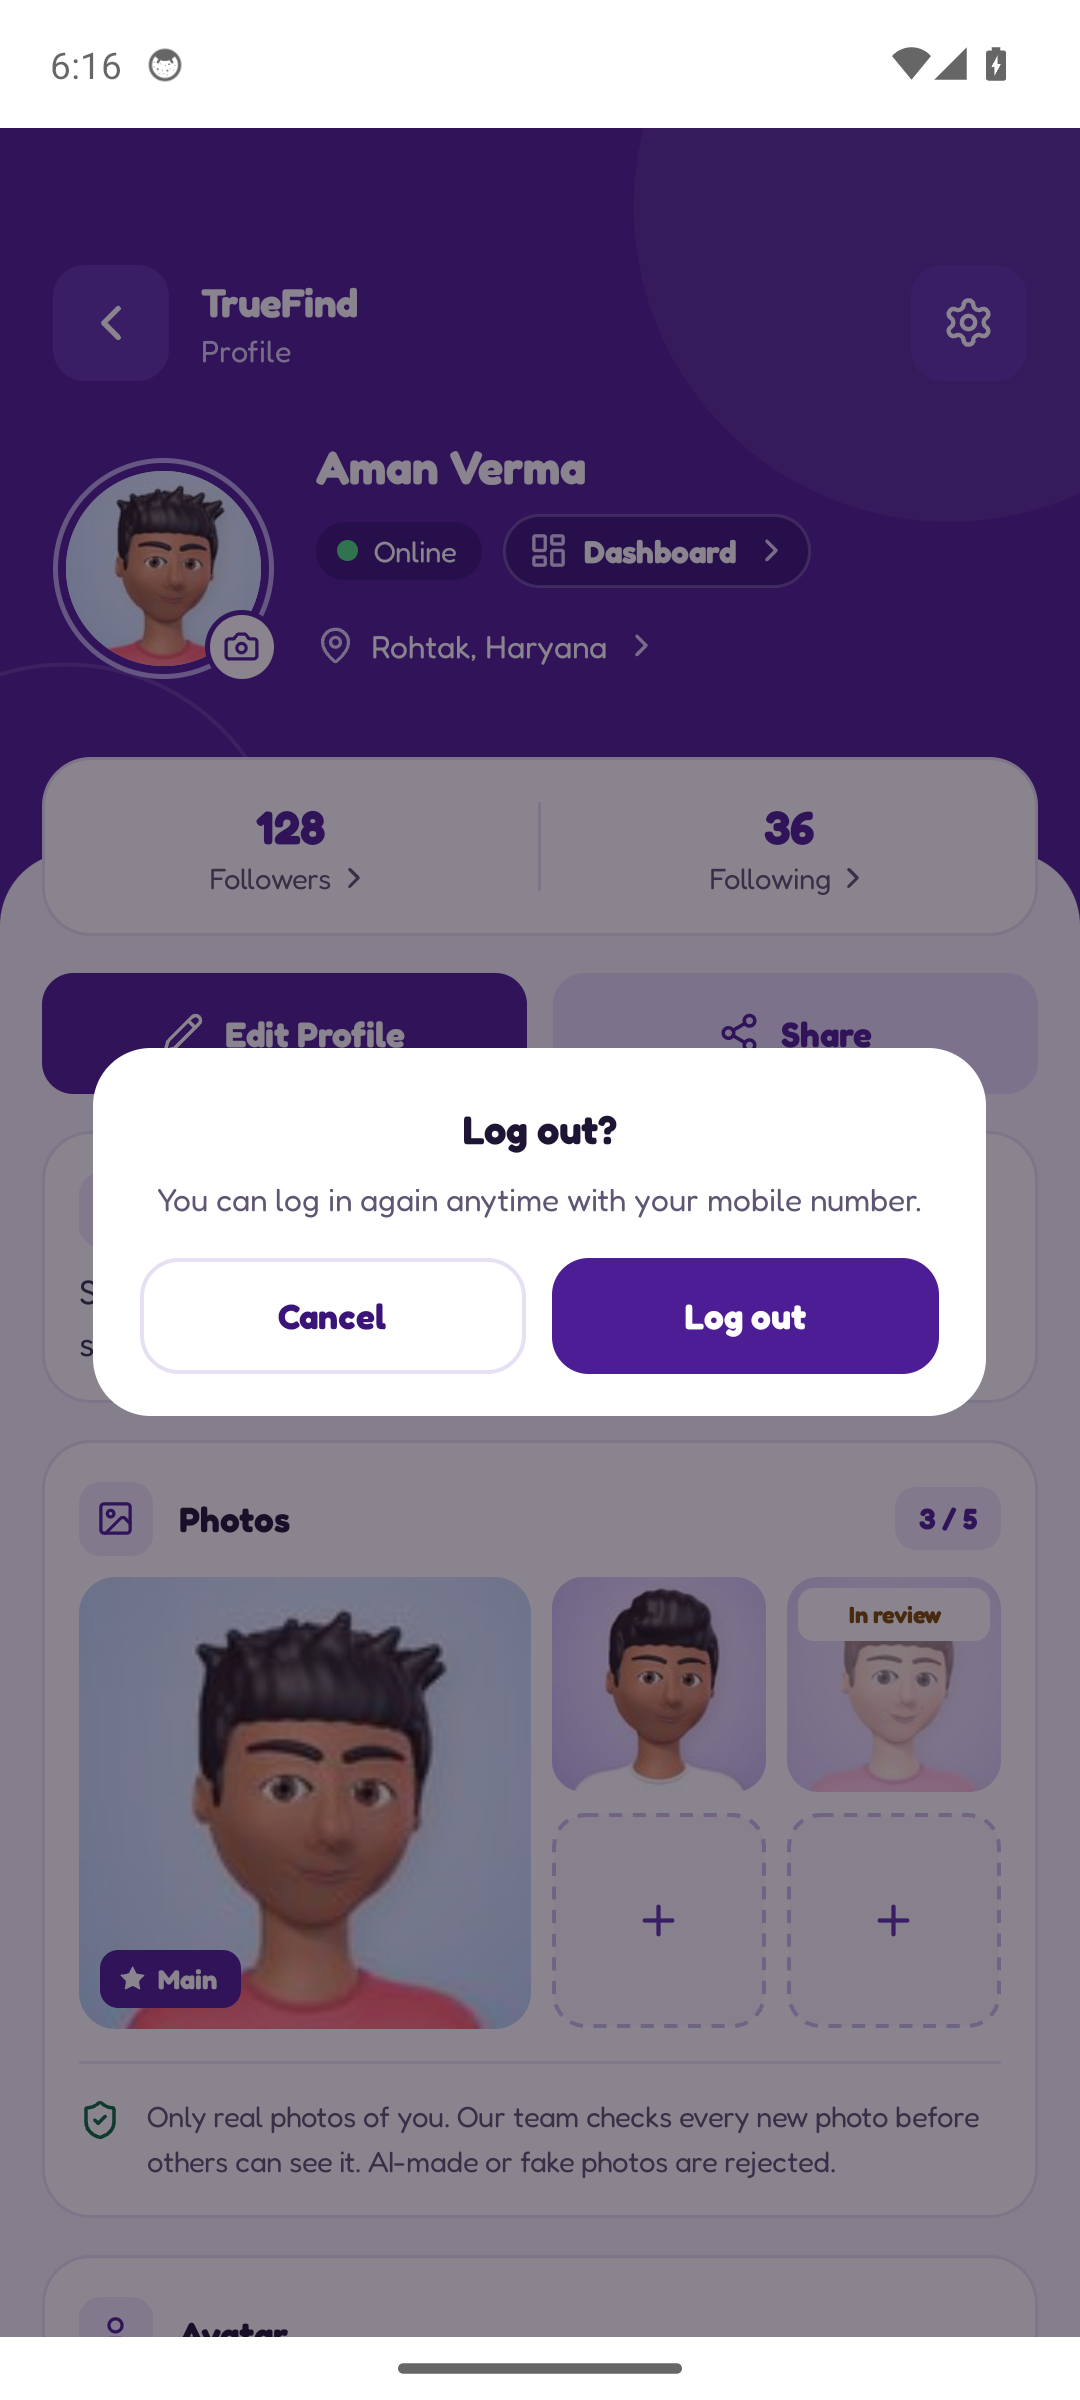 6:16
TrueFind
Profile
Aman Verma
Online
Dashboard
Rohtak, Haryana
128
Followers
36
Following
Edit Profile
Share
Log out?
You can log in again anytime with your mobile number.
Cancel
Log out
Photos
3 / 5
In review
Main
Only real photos of you. Our team checks every new photo before
others can see it. AI-made or fake photos are rejected.
Avatar